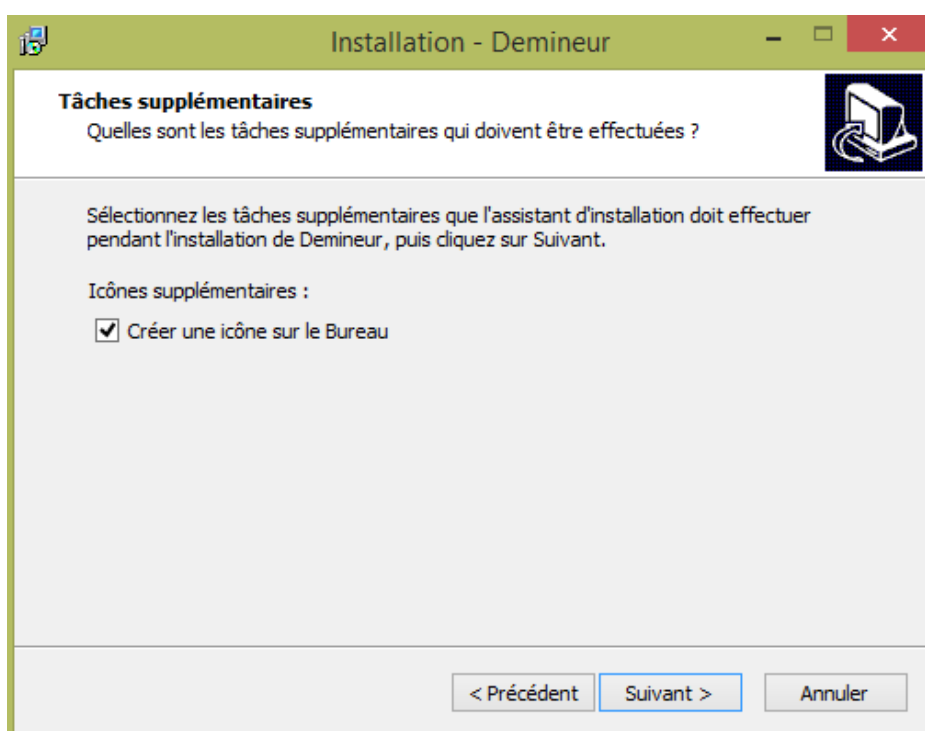 Installation - Demineur
Tâches supplémentaires
Quelles sont les tâches supplémentaires qui doivent être effectuées ?
Sélectionnez les tâches supplémentaires que l'assistant d'installation doit effectuer
pendant l'installation de Demineur, puis cliquez sur Suivant.
Icônes supplémentaires :
Créer une icône sur le Bureau
< Précédent Suivant > Annuler